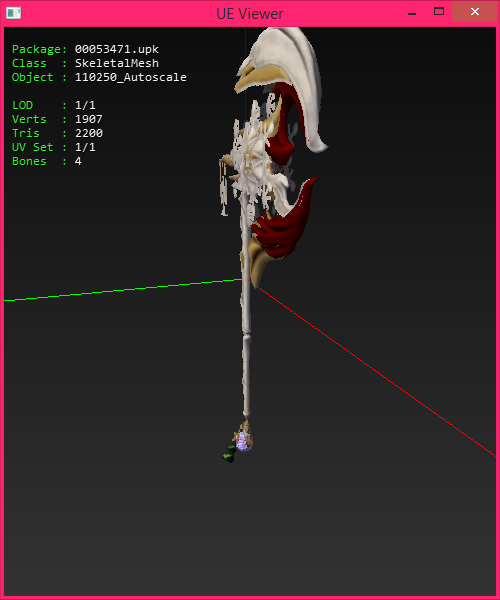 UE Viewer
Package: 00053471.upk
Class  : SkeletalMesh
Object : 110250_Autoscale
LOD    : 1/1
Verts  : 1907
Tris   : 2200
UV Set : 1/1
Bones  : 4